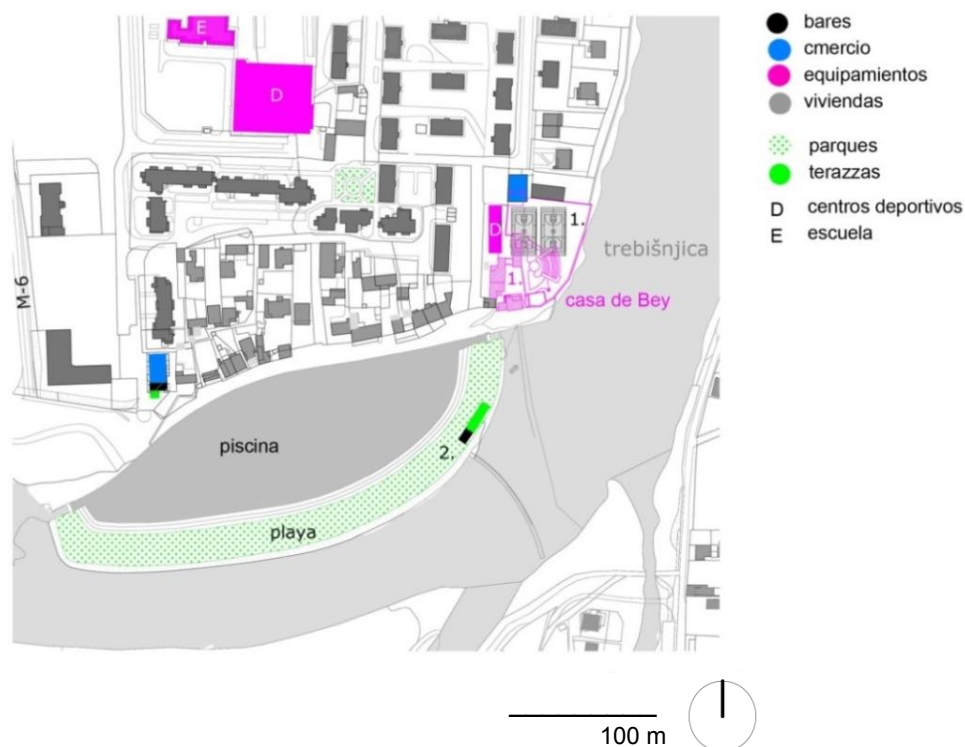 E
D
D
1.
1.
trebišnjica
casa de Bey
M-6
piscina
2.
playa
bares
cmercio
equipamientos
viviendas
parques
terazzas
D centros deportivos
E escuela
100 m